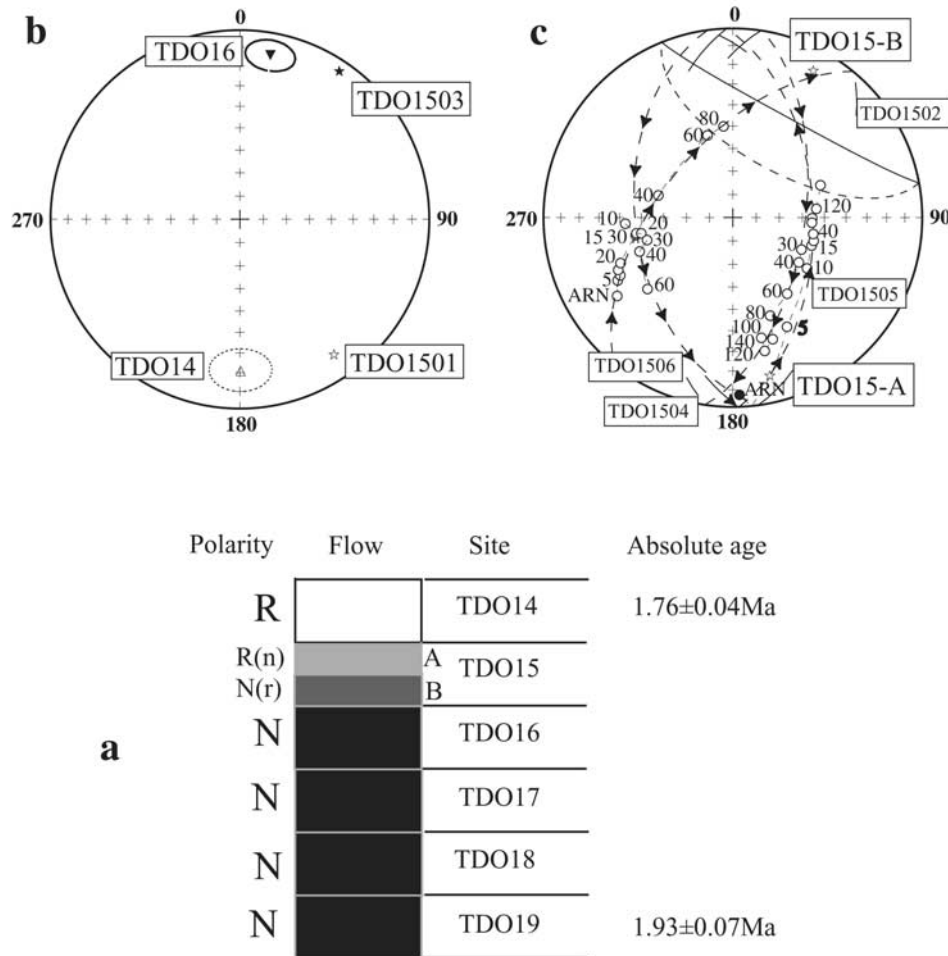 b
0
TDO16
TDO1503
270
90
TDO14
TDO1501
180
c
0
TDO15-B
TDO1502
80
60
40
270
90
10
20
120
15 30
30
40
40
30
15
20
40
40
10
5
60
60
TDO1505
ARN
80
5
100
140
120
TDO1506
ARN
TDO15-A
TDO1504
180
Polarity Flow Site Absolute age
R TDO14 1.76±0.04Ma
R(n) A TDO15
N(r) B
N TDO16
a
N TDO17
N TDO18
N TDO19 1.93±0.07Ma